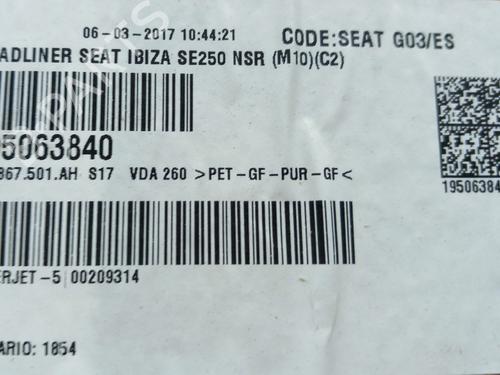 06-03-2017 10:44:21
CODE:SEAT G03/ES
ADLINER SEAT IBIZA SE250 NSR (M10)(C2)
5063840
867.501.AH S17 VDA 260 >PET-GF-PUR-GF<
19506384
ERJET-5 00209314
ARIO: 1854